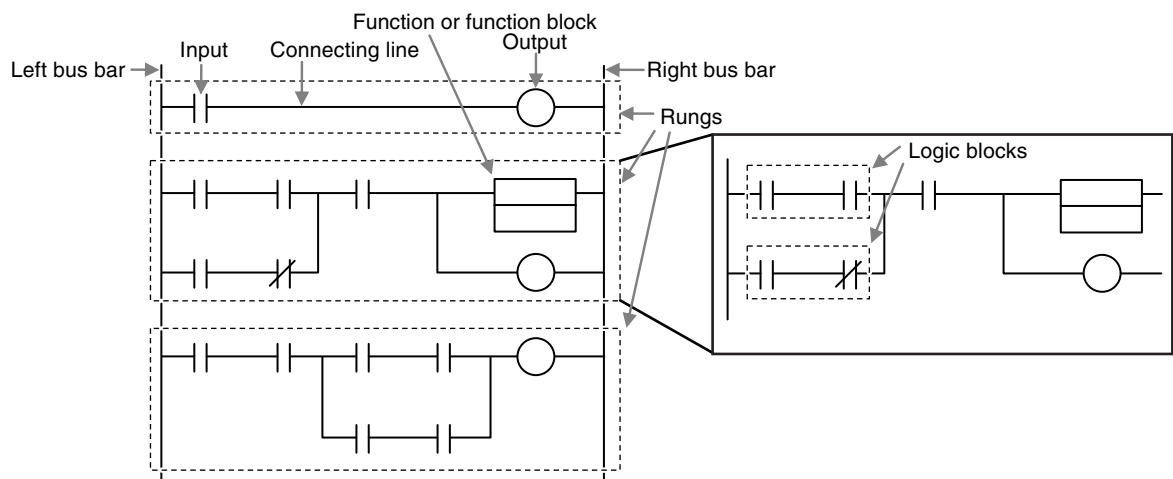 Function or function block
Input
Connecting line
Output
Left bus bar
Right bus bar
Rungs
Logic blocks